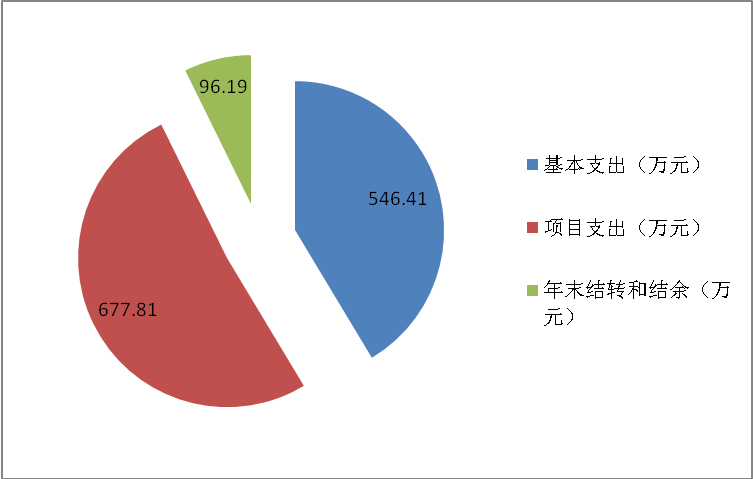 96.19
546.41
677.81
基本支出（万元）
项目支出（万元）
年末结转和结余（万
元）